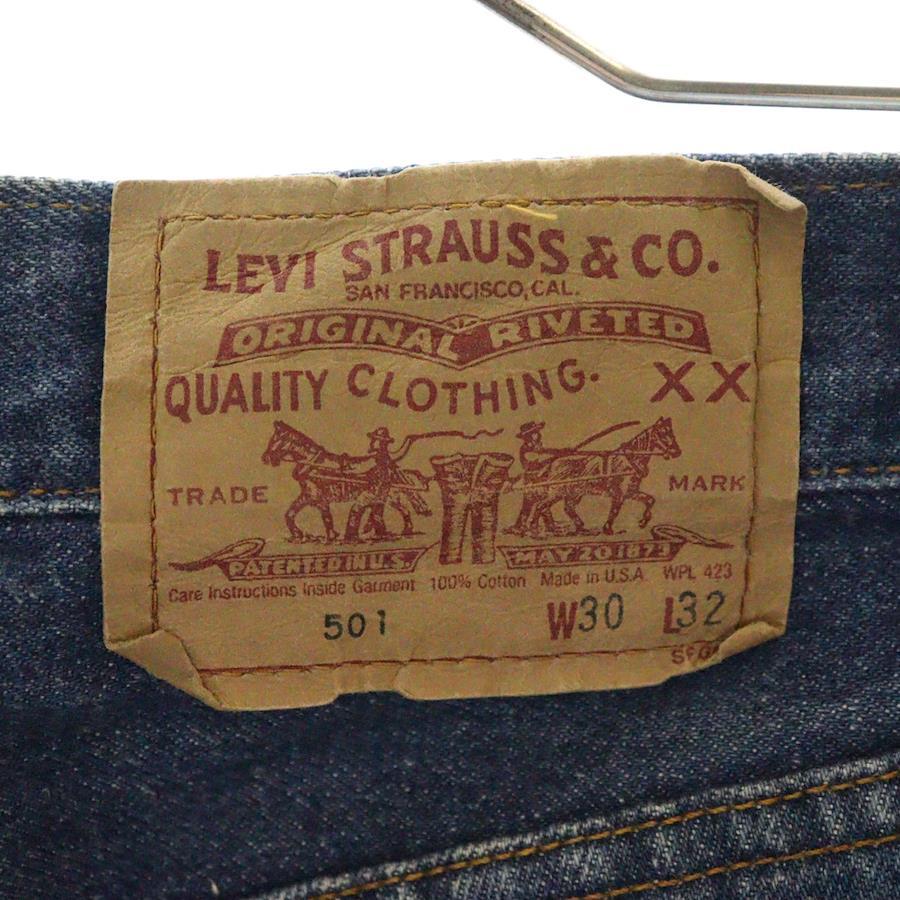 LEVI STRAUSS & CO.
SAN FRANCISCO, CAL.
ORIGINAL RIVETED
QUALITY CLOTHING. XX
TRADE MARK
PATENTED IN U.S. MAY 20 1873
Care Instructions Inside Garment 100% Cotton Made in U.S.A. WPL 423
501 W30 L32